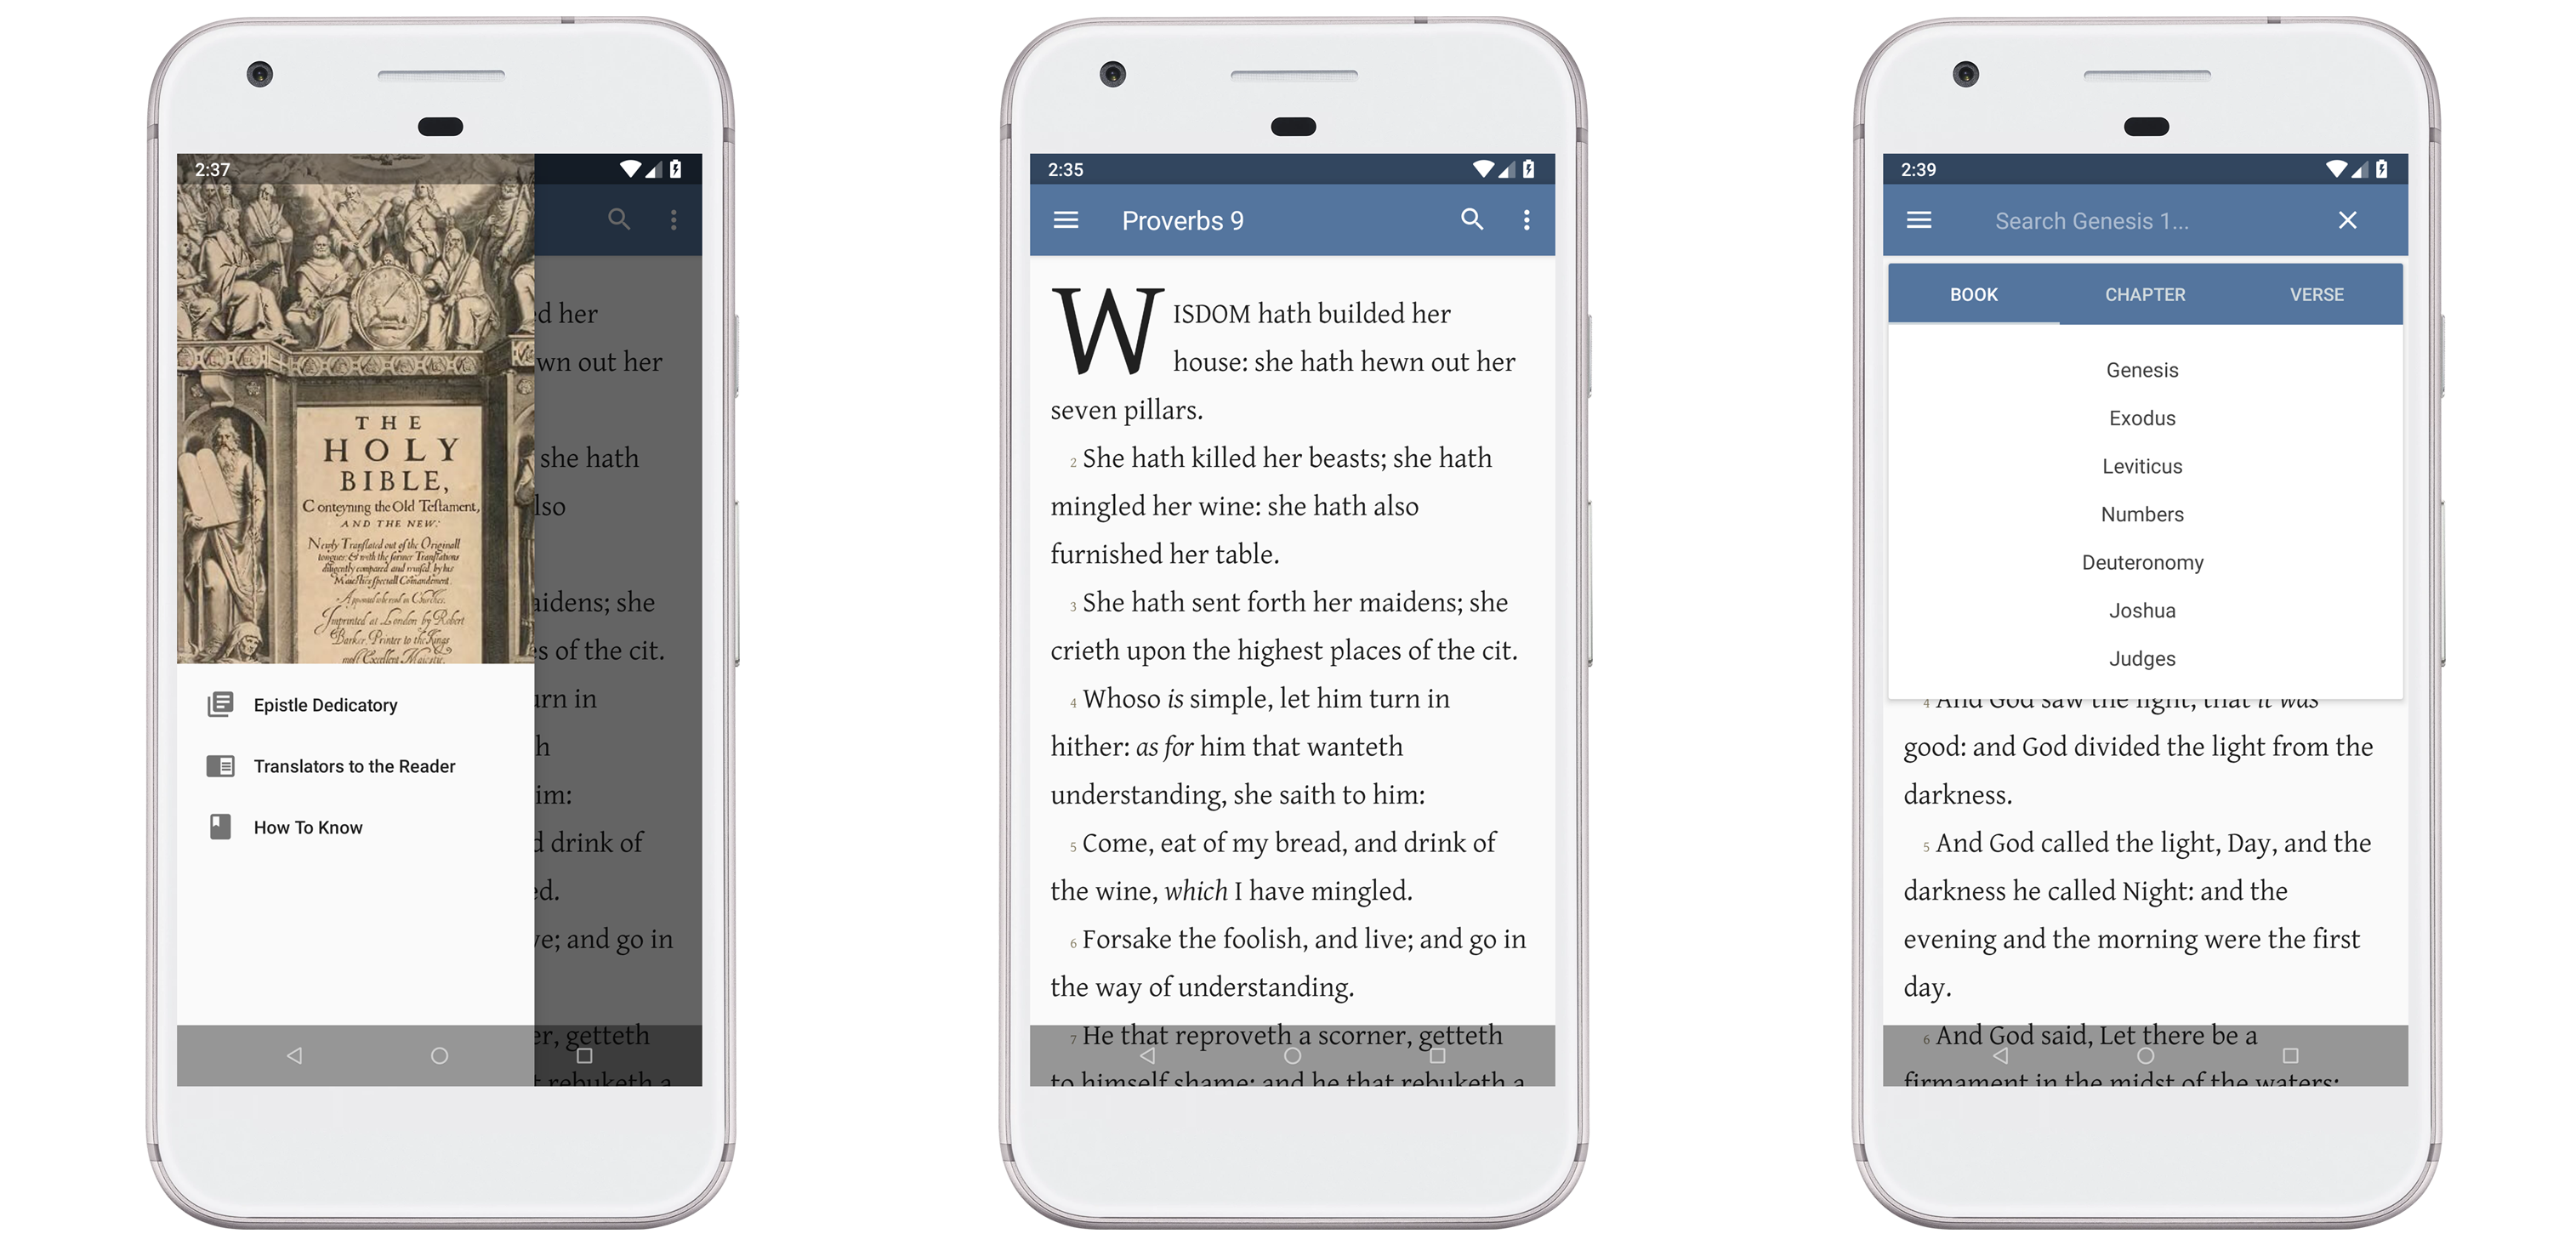 2:37
THE
HOLY
BIBLE,
Conteyning the Old Testament,
AND THE NEW:
Newly Translated out of the Originall
tongues: & with the former Translations
diligently compared and reuised, by his
Maiesties speciall Comandement.
Appointed to be read in Churches.
Imprinted at London by Robert
Barker, Printer to the Kings
most Excellent Maiestie.
Epistle Dedicatory
Translators to the Reader
How To Know
ed her
wn out her
she hath
lso
aidens; she
s of the cit.
urn in
h
im:
d drink of
ed.
ve; and go in
er, getteth
t rebuketh a
2:35
Proverbs 9
WISDOM hath builded her
house: she hath hewn out her
seven pillars.
2 She hath killed her beasts; she hath
mingled her wine: she hath also
furnished her table.
3 She hath sent forth her maidens; she
crieth upon the highest places of the cit.
4 Whoso is simple, let him turn in
hither: as for him that wanteth
understanding, she saith to him:
5 Come, eat of my bread, and drink of
the wine, which I have mingled.
6 Forsake the foolish, and live; and go in
the way of understanding.
7 He that reproveth a scorner, getteth
to himself shame: and he that rebuketh a
2:39
Search Genesis 1...
BOOK CHAPTER VERSE
Genesis
Exodus
Leviticus
Numbers
Deuteronomy
Joshua
Judges
4 And God saw the light, that it was
good: and God divided the light from the
darkness.
5 And God called the light, Day, and the
darkness he called Night: and the
evening and the morning were the first
day.
6 And God said, Let there be a
firmament in the midst of the waters: